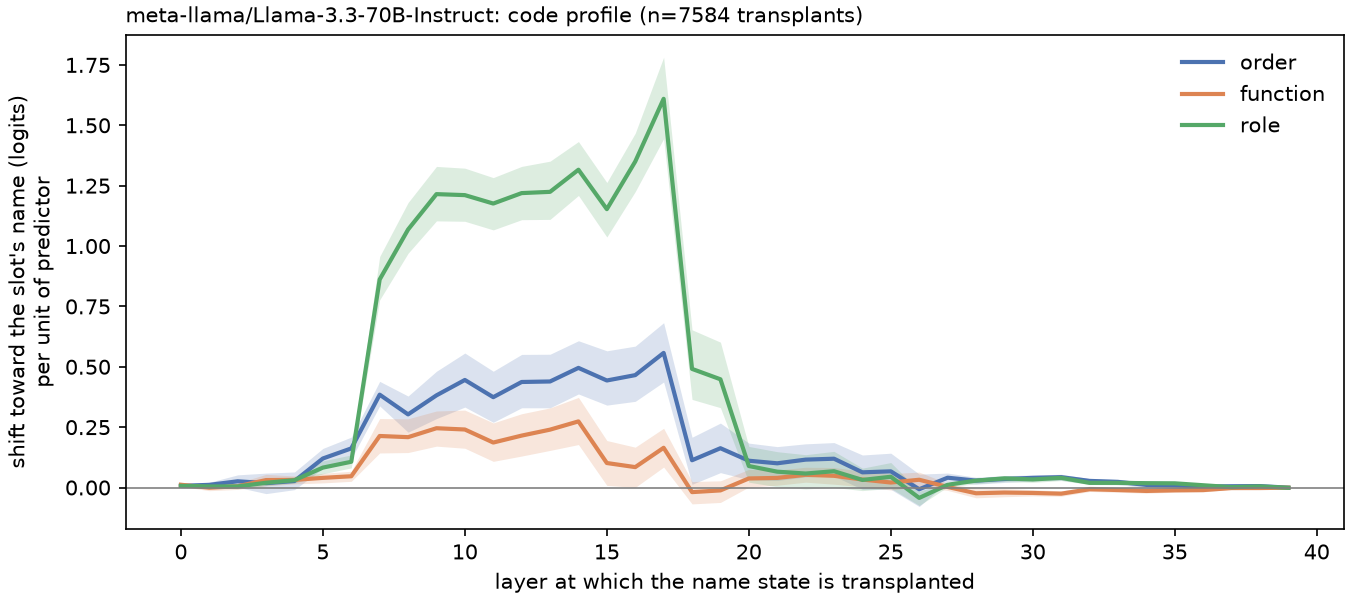 meta-llama/Llama-3.3-70B-Instruct: code profile (n=7584 transplants)
shift toward the slot's name (logits)
per unit of predictor
1.75
1.50
1.25
1.00
0.75
0.50
0.25
0.00
order
function
role
0 5 10 15 20 25 30 35 40
layer at which the name state is transplanted